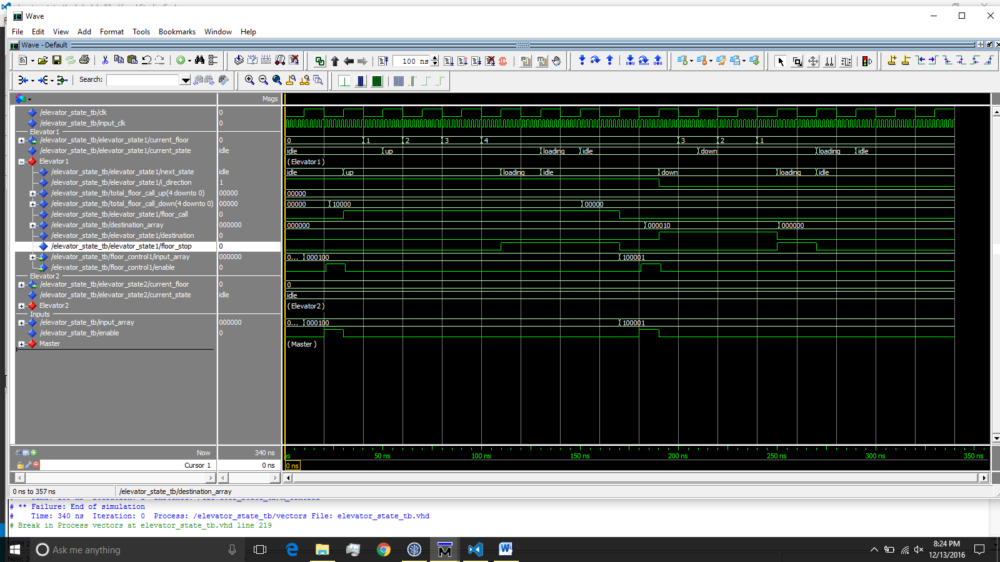 Wave
File Edit View Add Format Tools Bookmarks Window Help
Wave - Default
100 ns
Search:
Msgs
/elevator_state_tb/clk 0
/elevator_state_tb/input_clk 0
Elevator1
/elevator_state_tb/elevator_state1/current_floor 0 0 1 2 3 4 3 2 1
/elevator_state_tb/elevator_state1/current_state idle idle up loading idle down loading idle
Elevator1 ( Elevator1 )
/elevator_state_tb/elevator_state1/next_state idle idle up loading idle down loading idle
/elevator_state_tb/elevator_state1/i_direction 1
/elevator_state_tb/total_floor_call_up(4 downto 0) 00000 00000
/elevator_state_tb/total_floor_call_down(4 downto 0) 00000 00000 10000 00000
/elevator_state_tb/elevator_state1/floor_call 0
/elevator_state_tb/destination_array 000000 000000 000010 000000
/elevator_state_tb/elevator_state1/destination 0
/elevator_state_tb/elevator_state1/floor_stop 0
/elevator_state_tb/floor_control1/input_array 000000 0... 000100 100001
/elevator_state_tb/floor_control1/enable 0
Elevator2
/elevator_state_tb/elevator_state2/current_floor 0 0
/elevator_state_tb/elevator_state2/current_state idle idle
Elevator2 ( Elevator2 )
Inputs
/elevator_state_tb/input_array 000000 0... 000100 100001
/elevator_state_tb/enable 0
Master ( Master )
Now 340 ns ns 50 ns 100 ns 150 ns 200 ns 250 ns 300 ns 350 ns
Cursor 1 0 ns 0 ns
0 ns to 357 ns /elevator_state_tb/destination_array
# ** Failure: End of simulation
# Time: 340 ns Iteration: 0 Process: /elevator_state_tb/vectors File: elevator_state_tb.vhd
# Break in Process vectors at elevator_state_tb.vhd line 219
Ask me anything
8:24 PM
12/13/2016